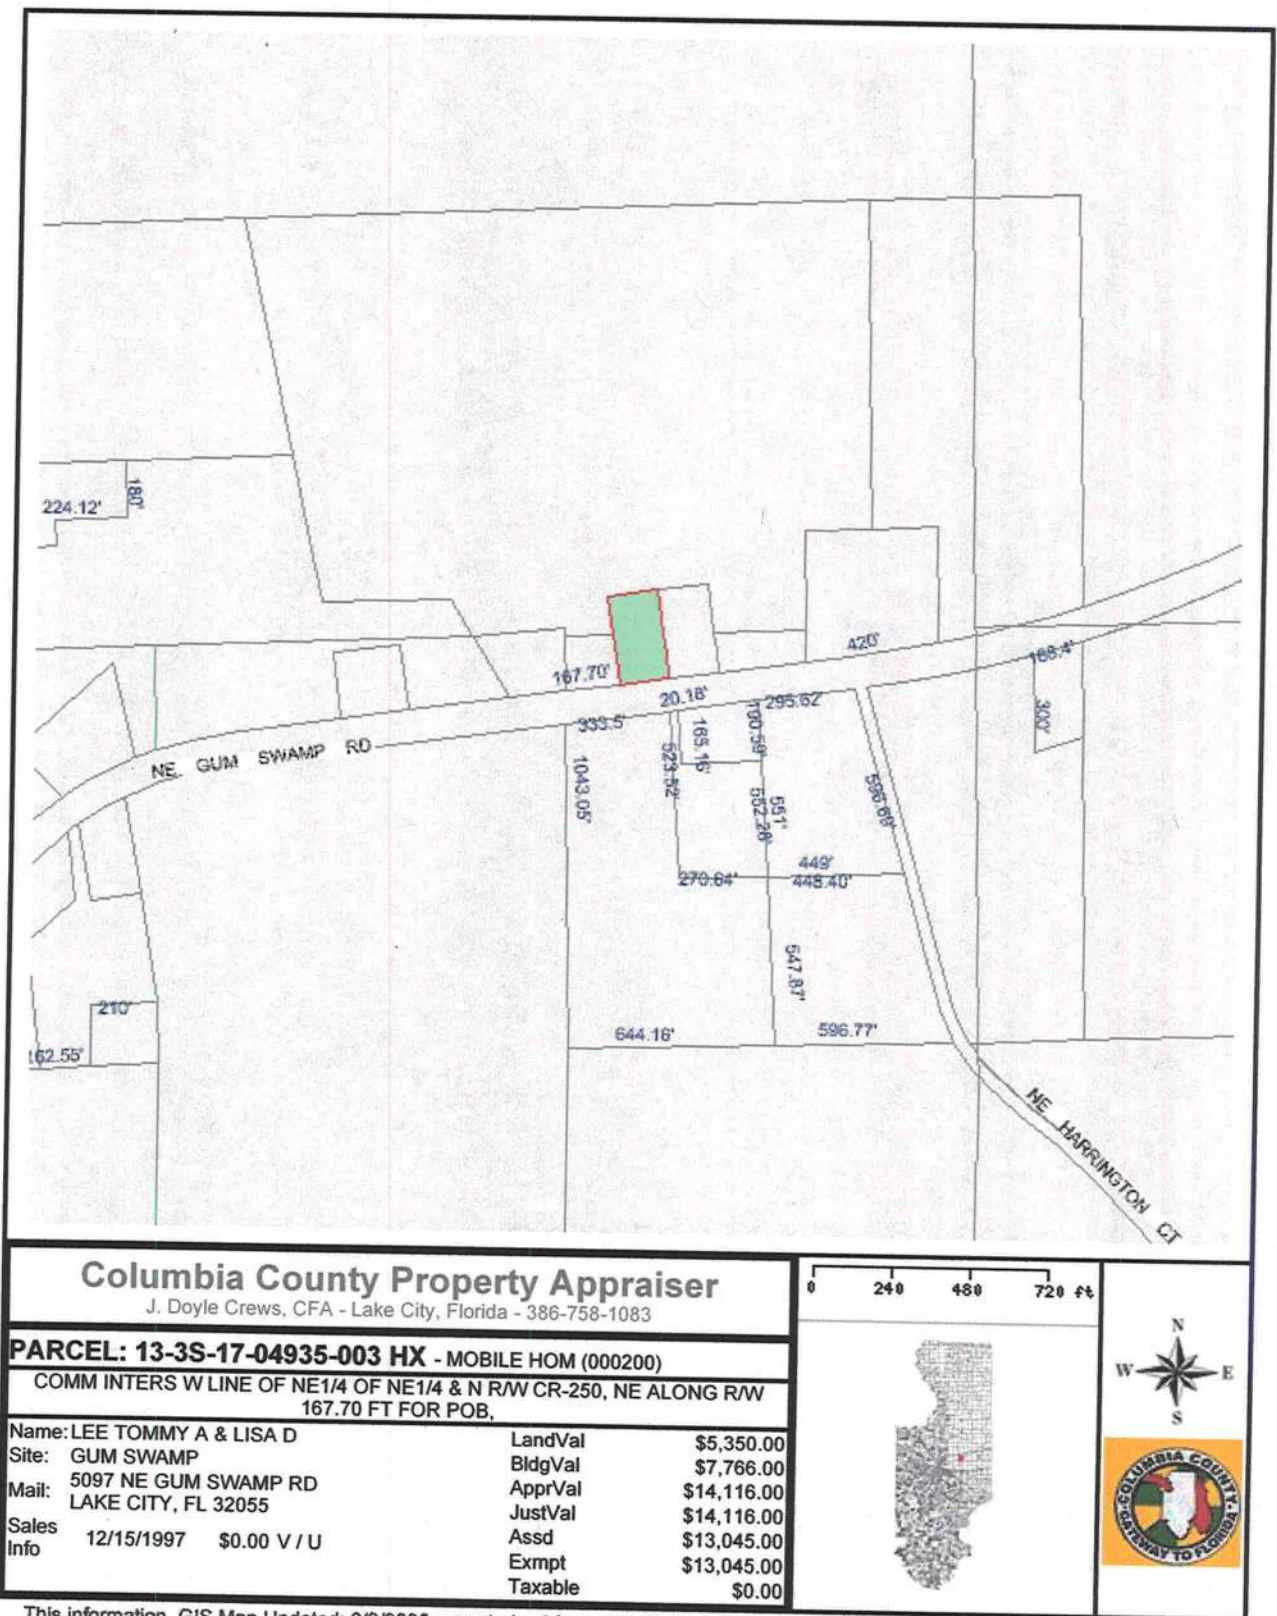 224.12'
180'
167.70'
420'
168.4'
20.18'
295.62'
333.5'
165.16'
300'
NE GUM SWAMP RD
523.52'
1043.05'
551'
552.28'
449'
270.64'
448.40'
547.87'
210'
644.16'
596.77'
162.55'
NE HARRINGTON CT
Columbia County Property Appraiser
J. Doyle Crews, CFA - Lake City, Florida - 386-758-1083
0 240 480 720 ft
PARCEL: 13-3S-17-04935-003 HX - MOBILE HOM (000200)
COMM INTERS W LINE OF NE1/4 OF NE1/4 & N R/W CR-250, NE ALONG R/W
167.70 FT FOR POB,
Name: LEE TOMMY A & LISA D
Site: GUM SWAMP
Mail: 5097 NE GUM SWAMP RD
LAKE CITY, FL 32055
Sales
Info 12/15/1997 $0.00 V / U
LandVal $5,350.00
BldgVal $7,766.00
ApprVal $14,116.00
JustVal $14,116.00
Assd $13,045.00
Exmpt $13,045.00
Taxable $0.00
N
W E
S
COLUMBIA COUNTY
GATEWAY TO FLORIDA
This information, GIS Map Updated: